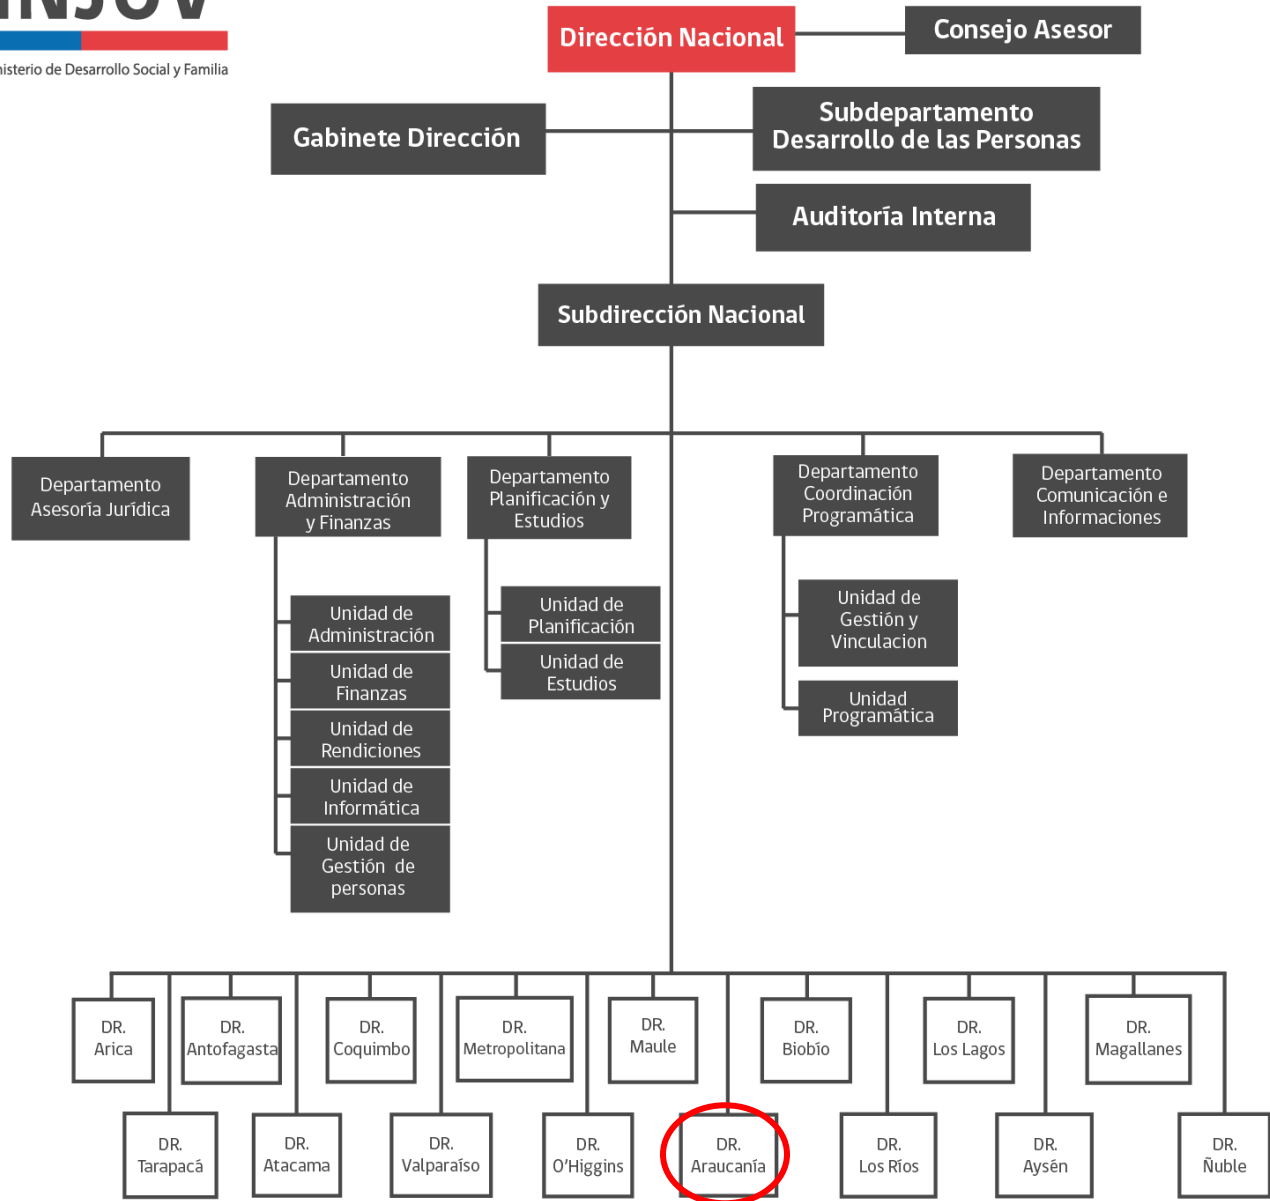 INJUV
Ministerio de Desarrollo Social y Familia
Dirección Nacional
Consejo Asesor
Gabinete Dirección
Subdepartamento
Desarrollo de las Personas
Auditoría Interna
Subdirección Nacional
Departamento
Asesoría Jurídica
Departamento
Administración
y Finanzas
Departamento
Planificación y
Estudios
Departamento
Coordinación
Programática
Departamento
Comunicación e
Informaciones
Unidad de
Administración
Unidad de
Finanzas
Unidad de
Rendiciones
Unidad de
Informática
Unidad de
Gestión de
personas
Unidad de
Planificación
Unidad de
Estudios
Unidad de
Gestión y
Vinculacion
Unidad
Programática
DR.
Arica
DR.
Antofagasta
DR.
Coquimbo
DR.
Metropolitana
DR.
Maule
DR.
Biobío
DR.
Los Lagos
DR.
Magallanes
DR.
Tarapacá
DR.
Atacama
DR.
Valparaíso
DR.
O'Higgins
DR.
Araucanía
DR.
Los Ríos
DR.
Aysén
DR.
Ñuble